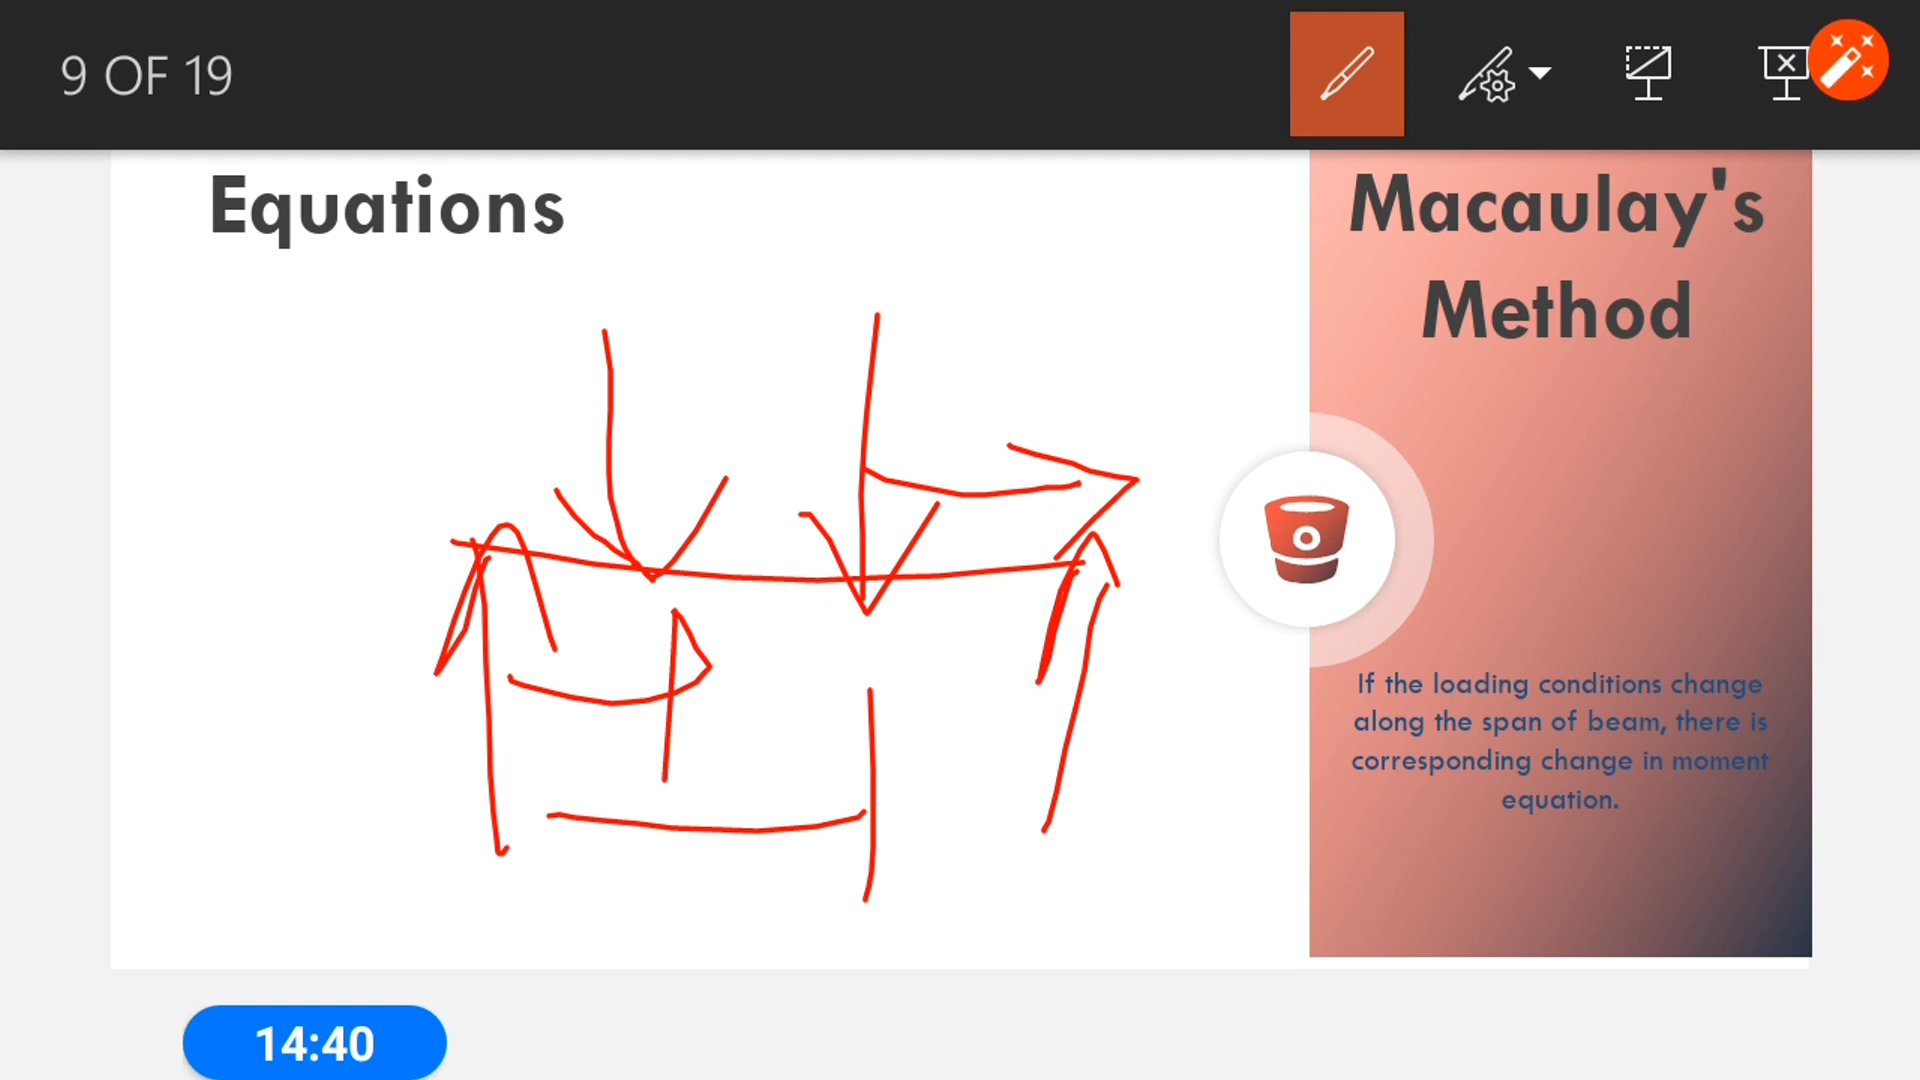 9 OF 19
Equations
Macaulay's
Method
If the loading conditions change
along the span of beam, there is
corresponding change in moment
equation.
14:40